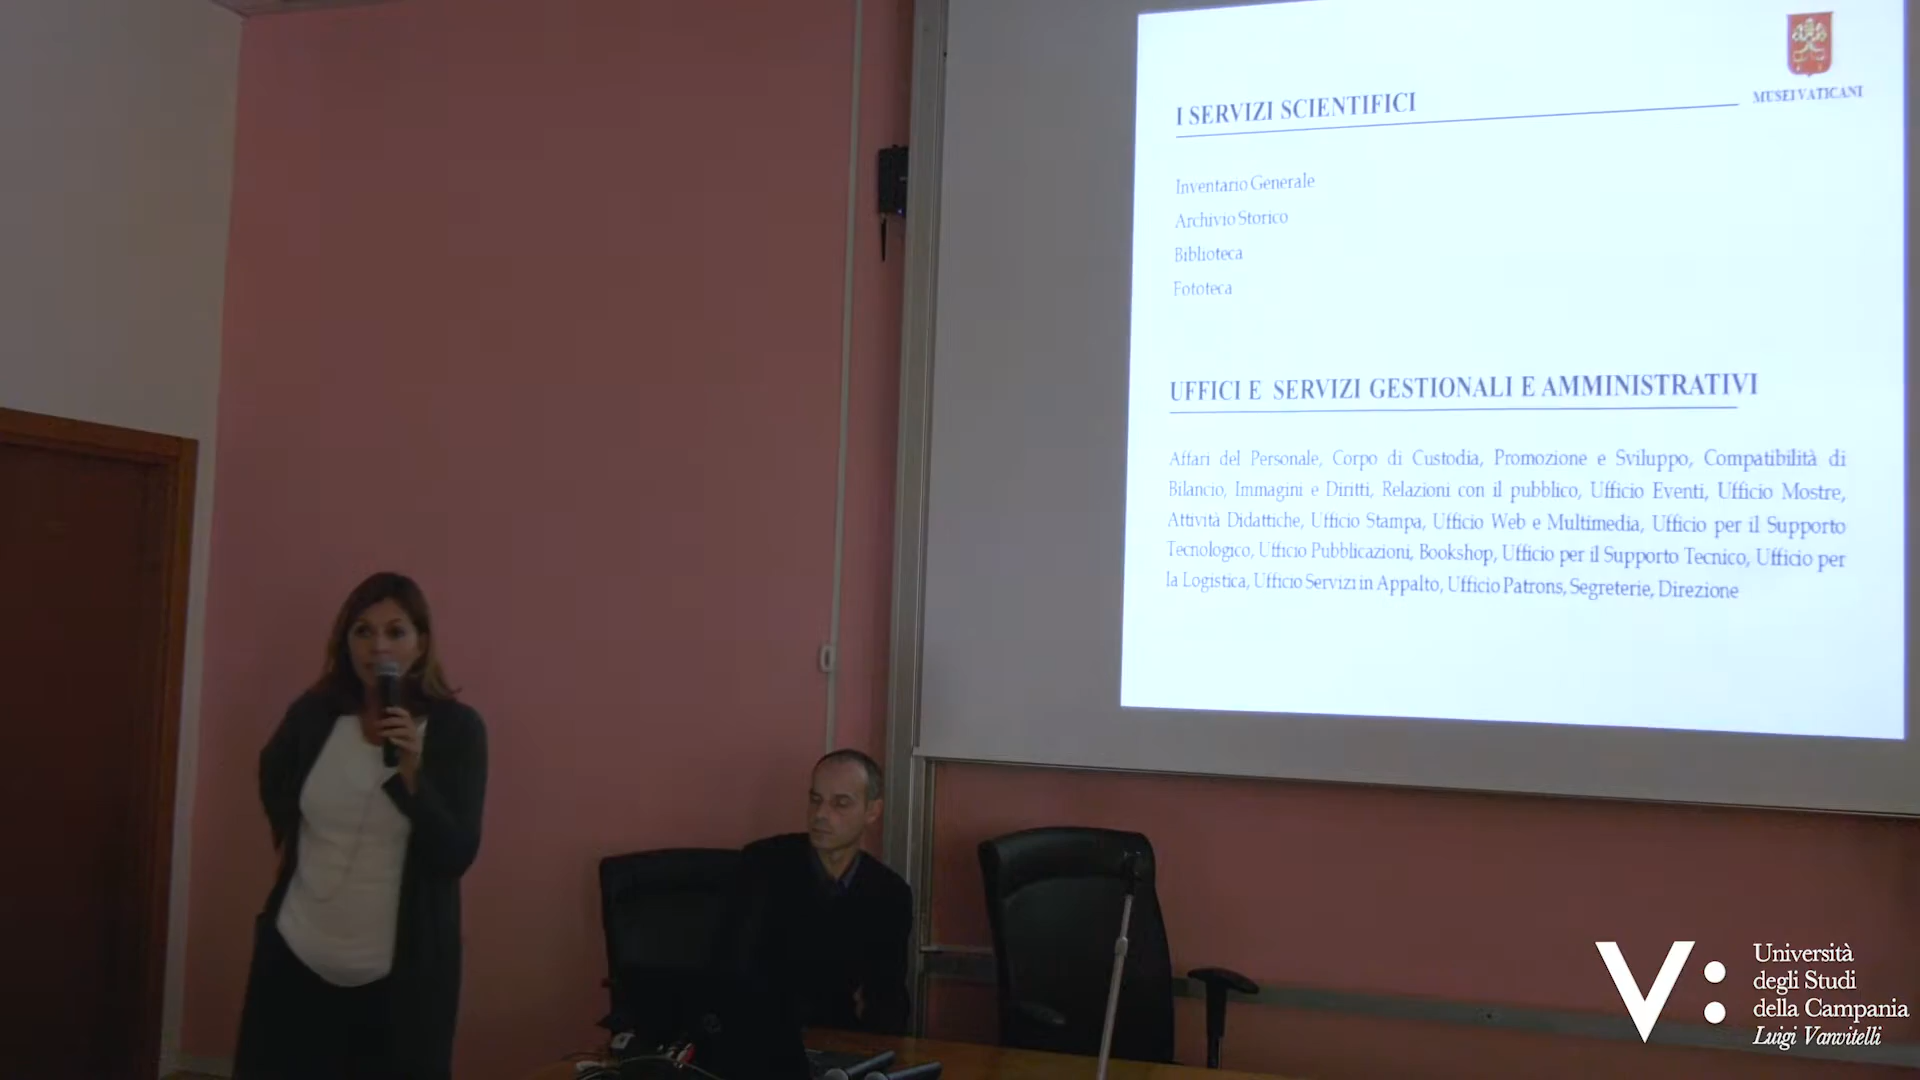 MUSEI VATICANI
I SERVIZI SCIENTIFICI
Inventario Generale
Archivio Storico
Biblioteca
Fototeca
UFFICI E SERVIZI GESTIONALI E AMMINISTRATIVI
Affari del Personale, Corpo di Custodia, Promozione e Sviluppo, Compatibilità di
Bilancio, Immagini e Diritti, Relazioni con il pubblico, Ufficio Eventi, Ufficio Mostre,
Attività Didattiche, Ufficio Stampa, Ufficio Web e Multimedia, Ufficio per il Supporto
Tecnologico, Ufficio Pubblicazioni, Bookshop, Ufficio per il Supporto Tecnico, Ufficio per
la Logistica, Ufficio Servizi in Appalto, Ufficio Patrons, Segreterie, Direzione
V:
Università
degli Studi
della Campania
Luigi Vanvitelli